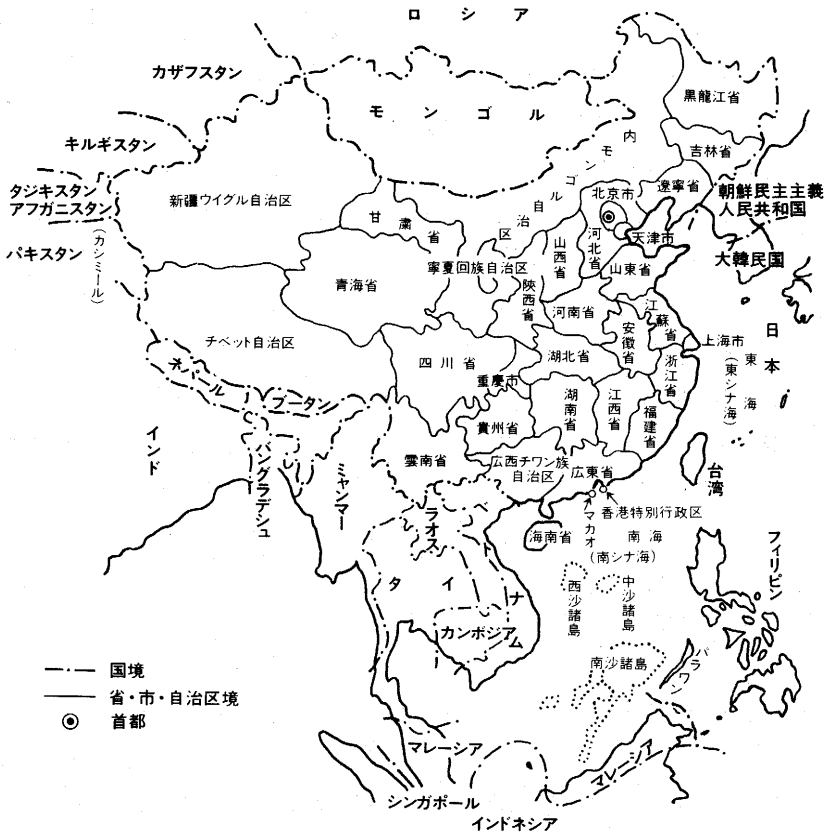 ロシア
カザフスタン
モンゴル
黒龍江省
キルギスタン
内モンゴル自治区
吉林省
タジキスタン
アフガニスタン
新疆ウイグル自治区
北京市
遼寧省
朝鮮民主主義
人民共和国
甘粛省
パキスタン
(カシミール)
寧夏回族自治区
山西省
河北省
天津市
山東省
大韓民国
青海省
陝西省
河南省
江蘇省
安徽省
日本
チベット自治区
四川省
重慶市
湖北省
上海市
浙江省
東海
(東シナ海)
ネパール
ブータン
湖南省
江西省
福建省
貴州省
インド
バングラデシュ
ミャンマー
雲南省
広西チワン族
自治区
広東省
台湾
ラオス
ベトナム
海南省
マカオ
香港特別行政区
南海
(南シナ海)
フィリピン
タイ
西沙諸島
中沙諸島
カンボジア
南沙諸島
パラワン
国境
省・市・自治区境
首都
マレーシア
マレーシア
シンガポール
インドネシア